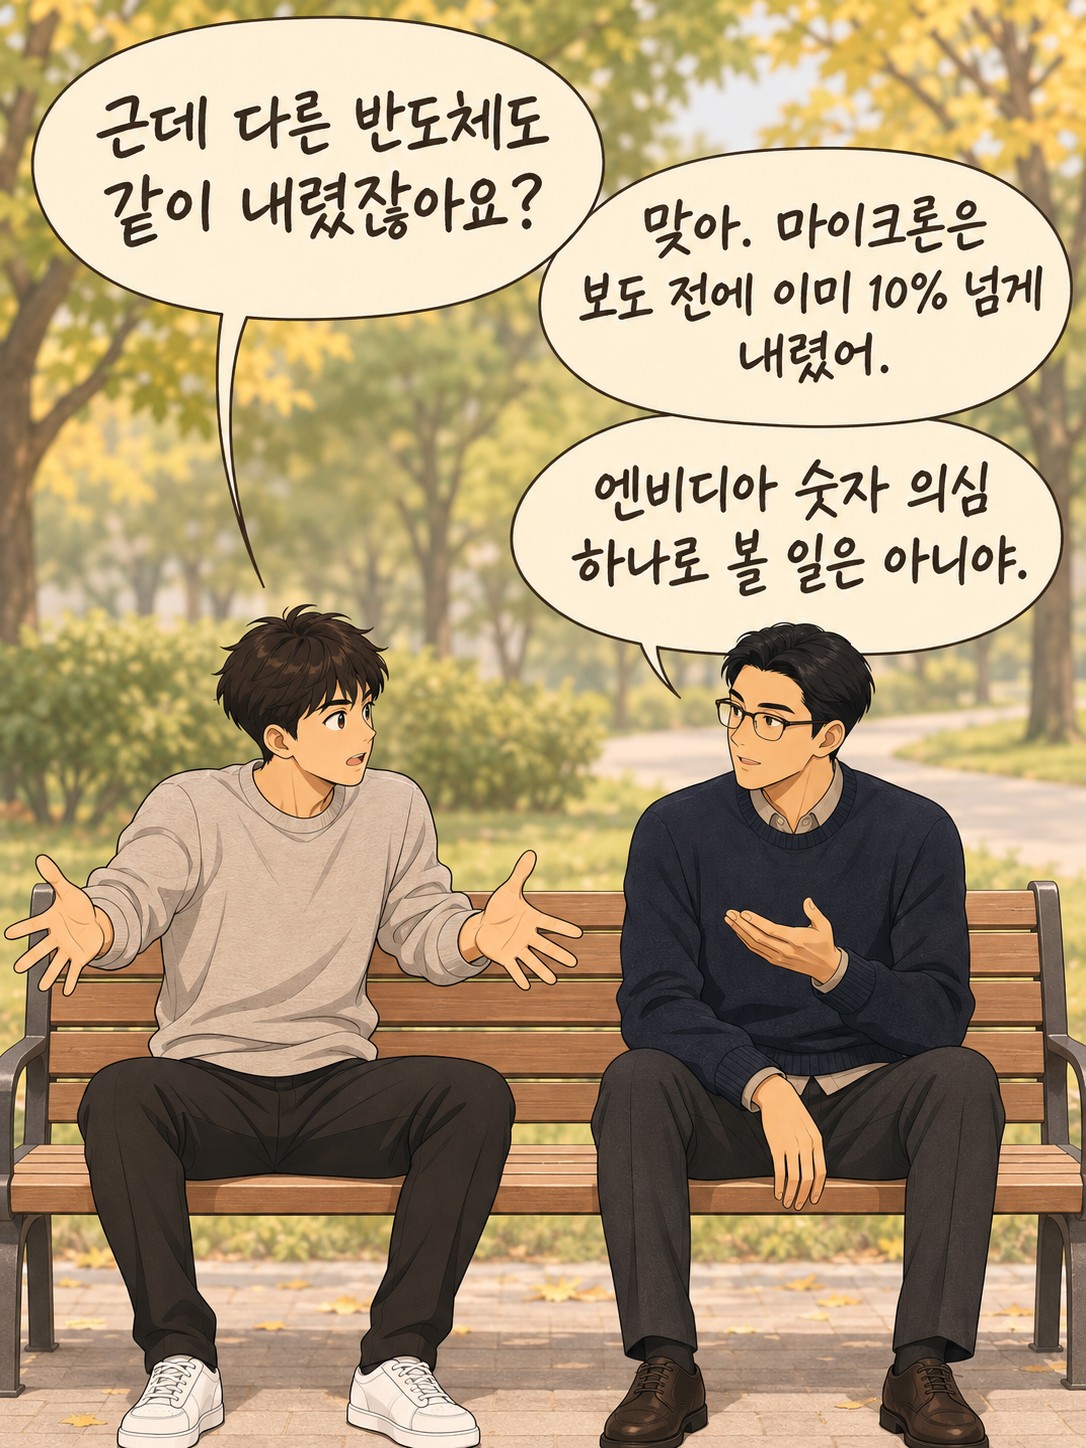 근데 다른 반도체도
같이 내렸잖아요?
맞아. 마이크론은
보도 전에 이미 10% 넘게
내렸어.
엔비디아 숫자 의심
하나로 볼 일은 아니야.